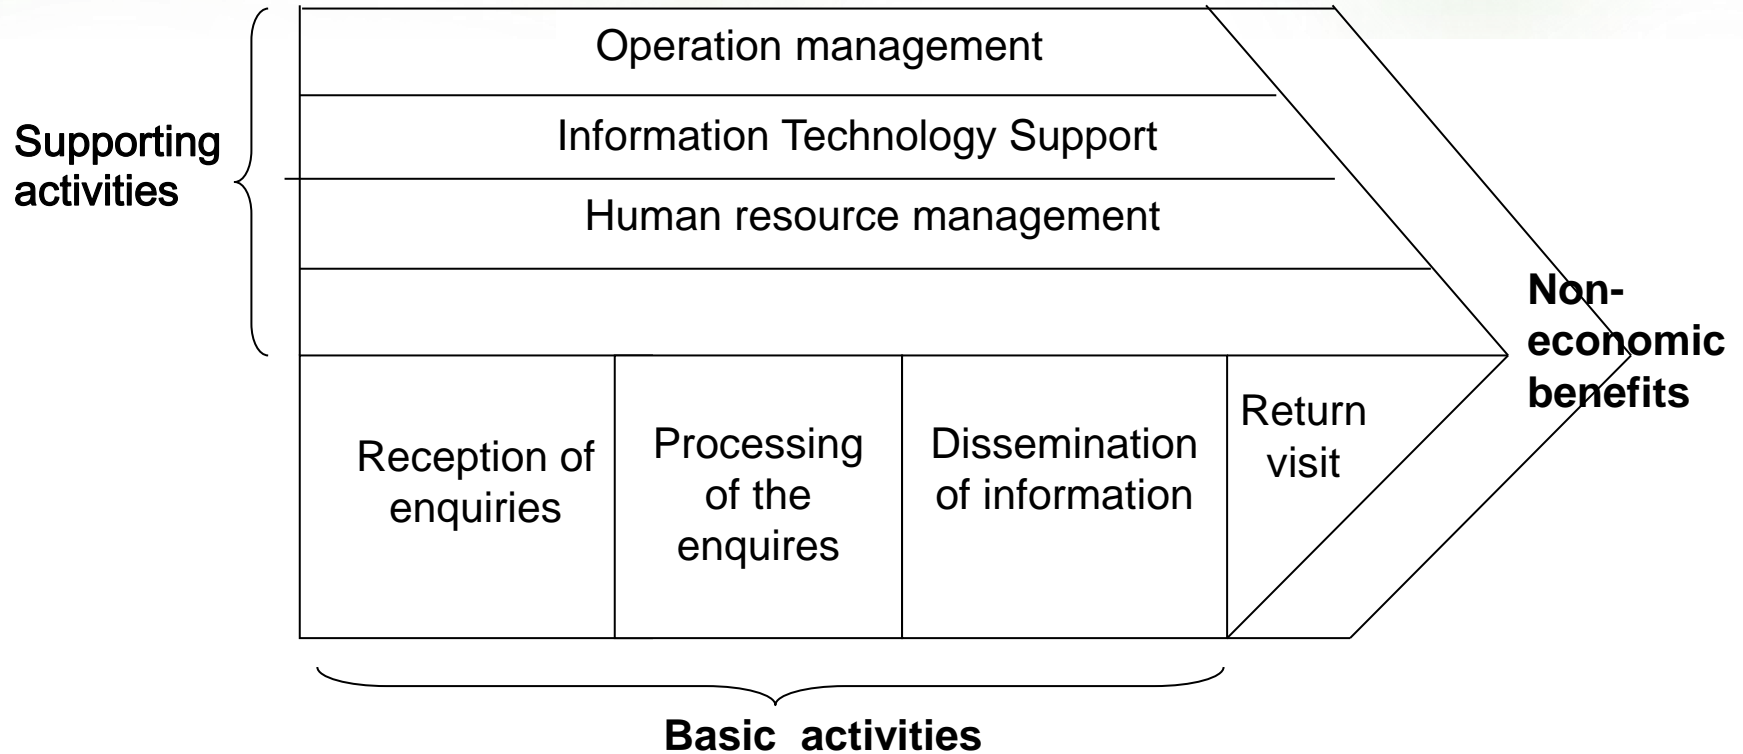 Operation management
Information Technology Support
Supporting
activities
Human resource management
Non-
economic
benefits
Reception of
enquiries
Processing
of the
enquires
Dissemination
of information
Return
visit
Basic  activities